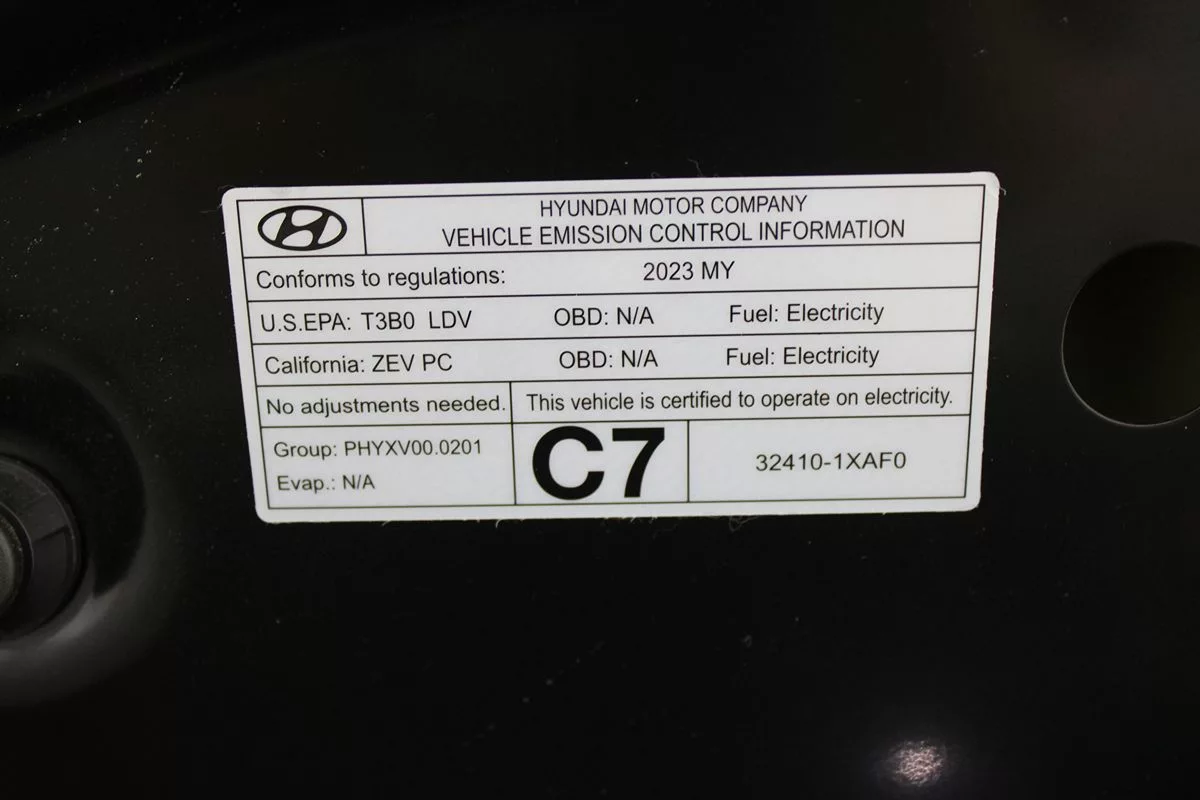 HYUNDAI MOTOR COMPANY
VEHICLE EMISSION CONTROL INFORMATION
Conforms to regulations: 2023 MY
U.S.EPA: T3B0 LDV OBD: N/A Fuel: Electricity
California: ZEV PC OBD: N/A Fuel: Electricity
No adjustments needed. This vehicle is certified to operate on electricity.
Group: PHYXV00.0201
Evap.: N/A
C7
32410-1XAF0